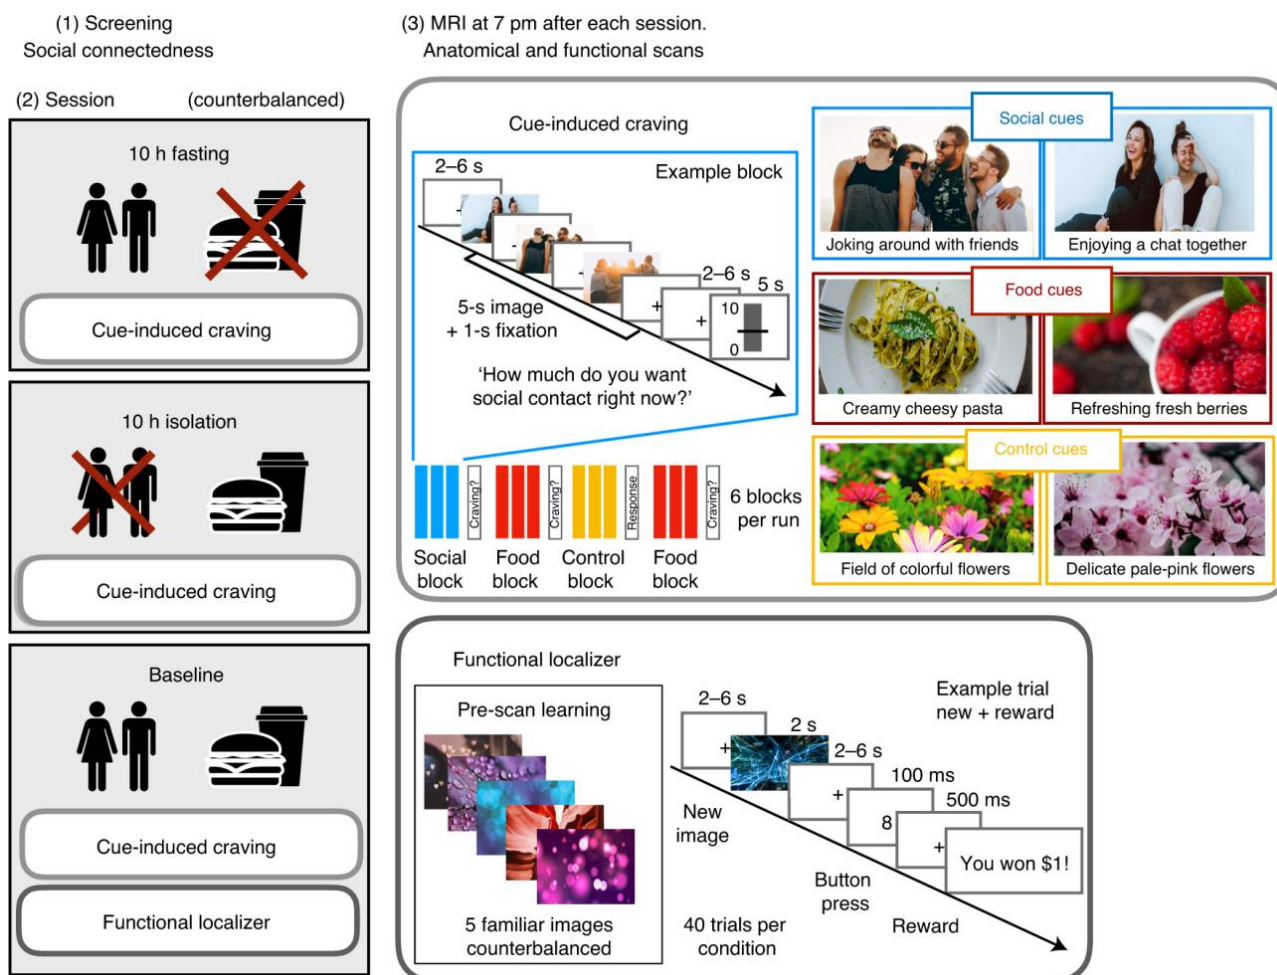 (1) Screening
Social connectedness
(2) Session (counterbalanced)
10 h fasting
Cue-induced craving
10 h isolation
Cue-induced craving
Baseline
Cue-induced craving
Functional localizer
(3) MRI at 7 pm after each session.
Anatomical and functional scans
Cue-induced craving
Example block
2–6 s
5-s image
+ 1-s fixation
2–6 s
5 s
10
0
‘How much do you want
social contact right now?’
Craving?
Craving?
Response
Craving?
6 blocks
per run
Social
block
Food
block
Control
block
Food
block
Social cues
Joking around with friends
Enjoying a chat together
Food cues
Creamy cheesy pasta
Refreshing fresh berries
Control cues
Field of colorful flowers
Delicate pale-pink flowers
Functional localizer
Pre-scan learning
5 familiar images
counterbalanced
Example trial
new + reward
2–6 s
2 s
2–6 s
100 ms
500 ms
8
You won $1!
New
image
Button
press
Reward
40 trials per
condition